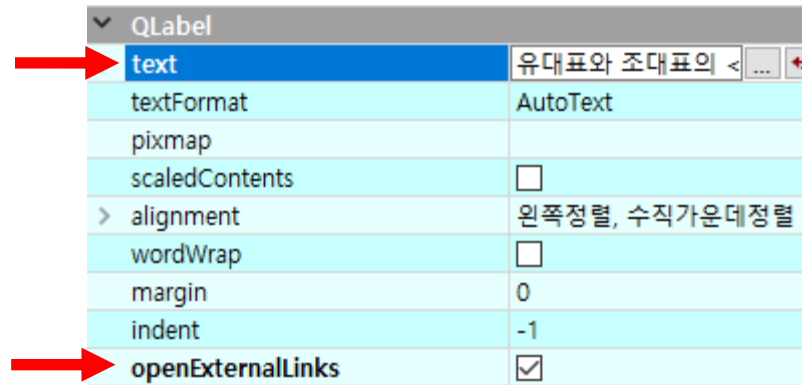 QLabel
text 유대표와 조대표의 < ...
textFormat AutoText
pixmap
scaledContents
alignment 왼쪽정렬, 수직가운데정렬
wordWrap
margin 0
indent -1
openExternalLinks